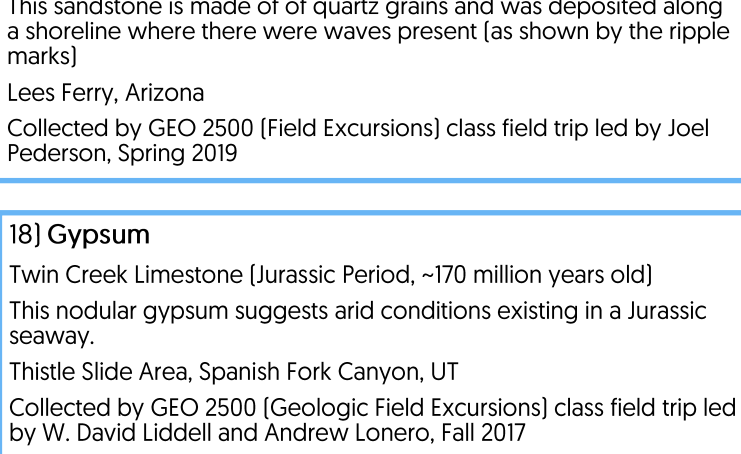 This sandstone is made of of quartz grains and was deposited along
a shoreline where there were waves present (as shown by the ripple
marks)
Lees Ferry, Arizona
Collected by GEO 2500 (Field Excursions) class field trip led by Joel
Pederson, Spring 2019
18) Gypsum
Twin Creek Limestone (Jurassic Period, ~170 million years old)
This nodular gypsum suggests arid conditions existing in a Jurassic
seaway.
Thistle Slide Area, Spanish Fork Canyon, UT
Collected by GEO 2500 (Geologic Field Excursions) class field trip led
by W. David Liddell and Andrew Lonero, Fall 2017